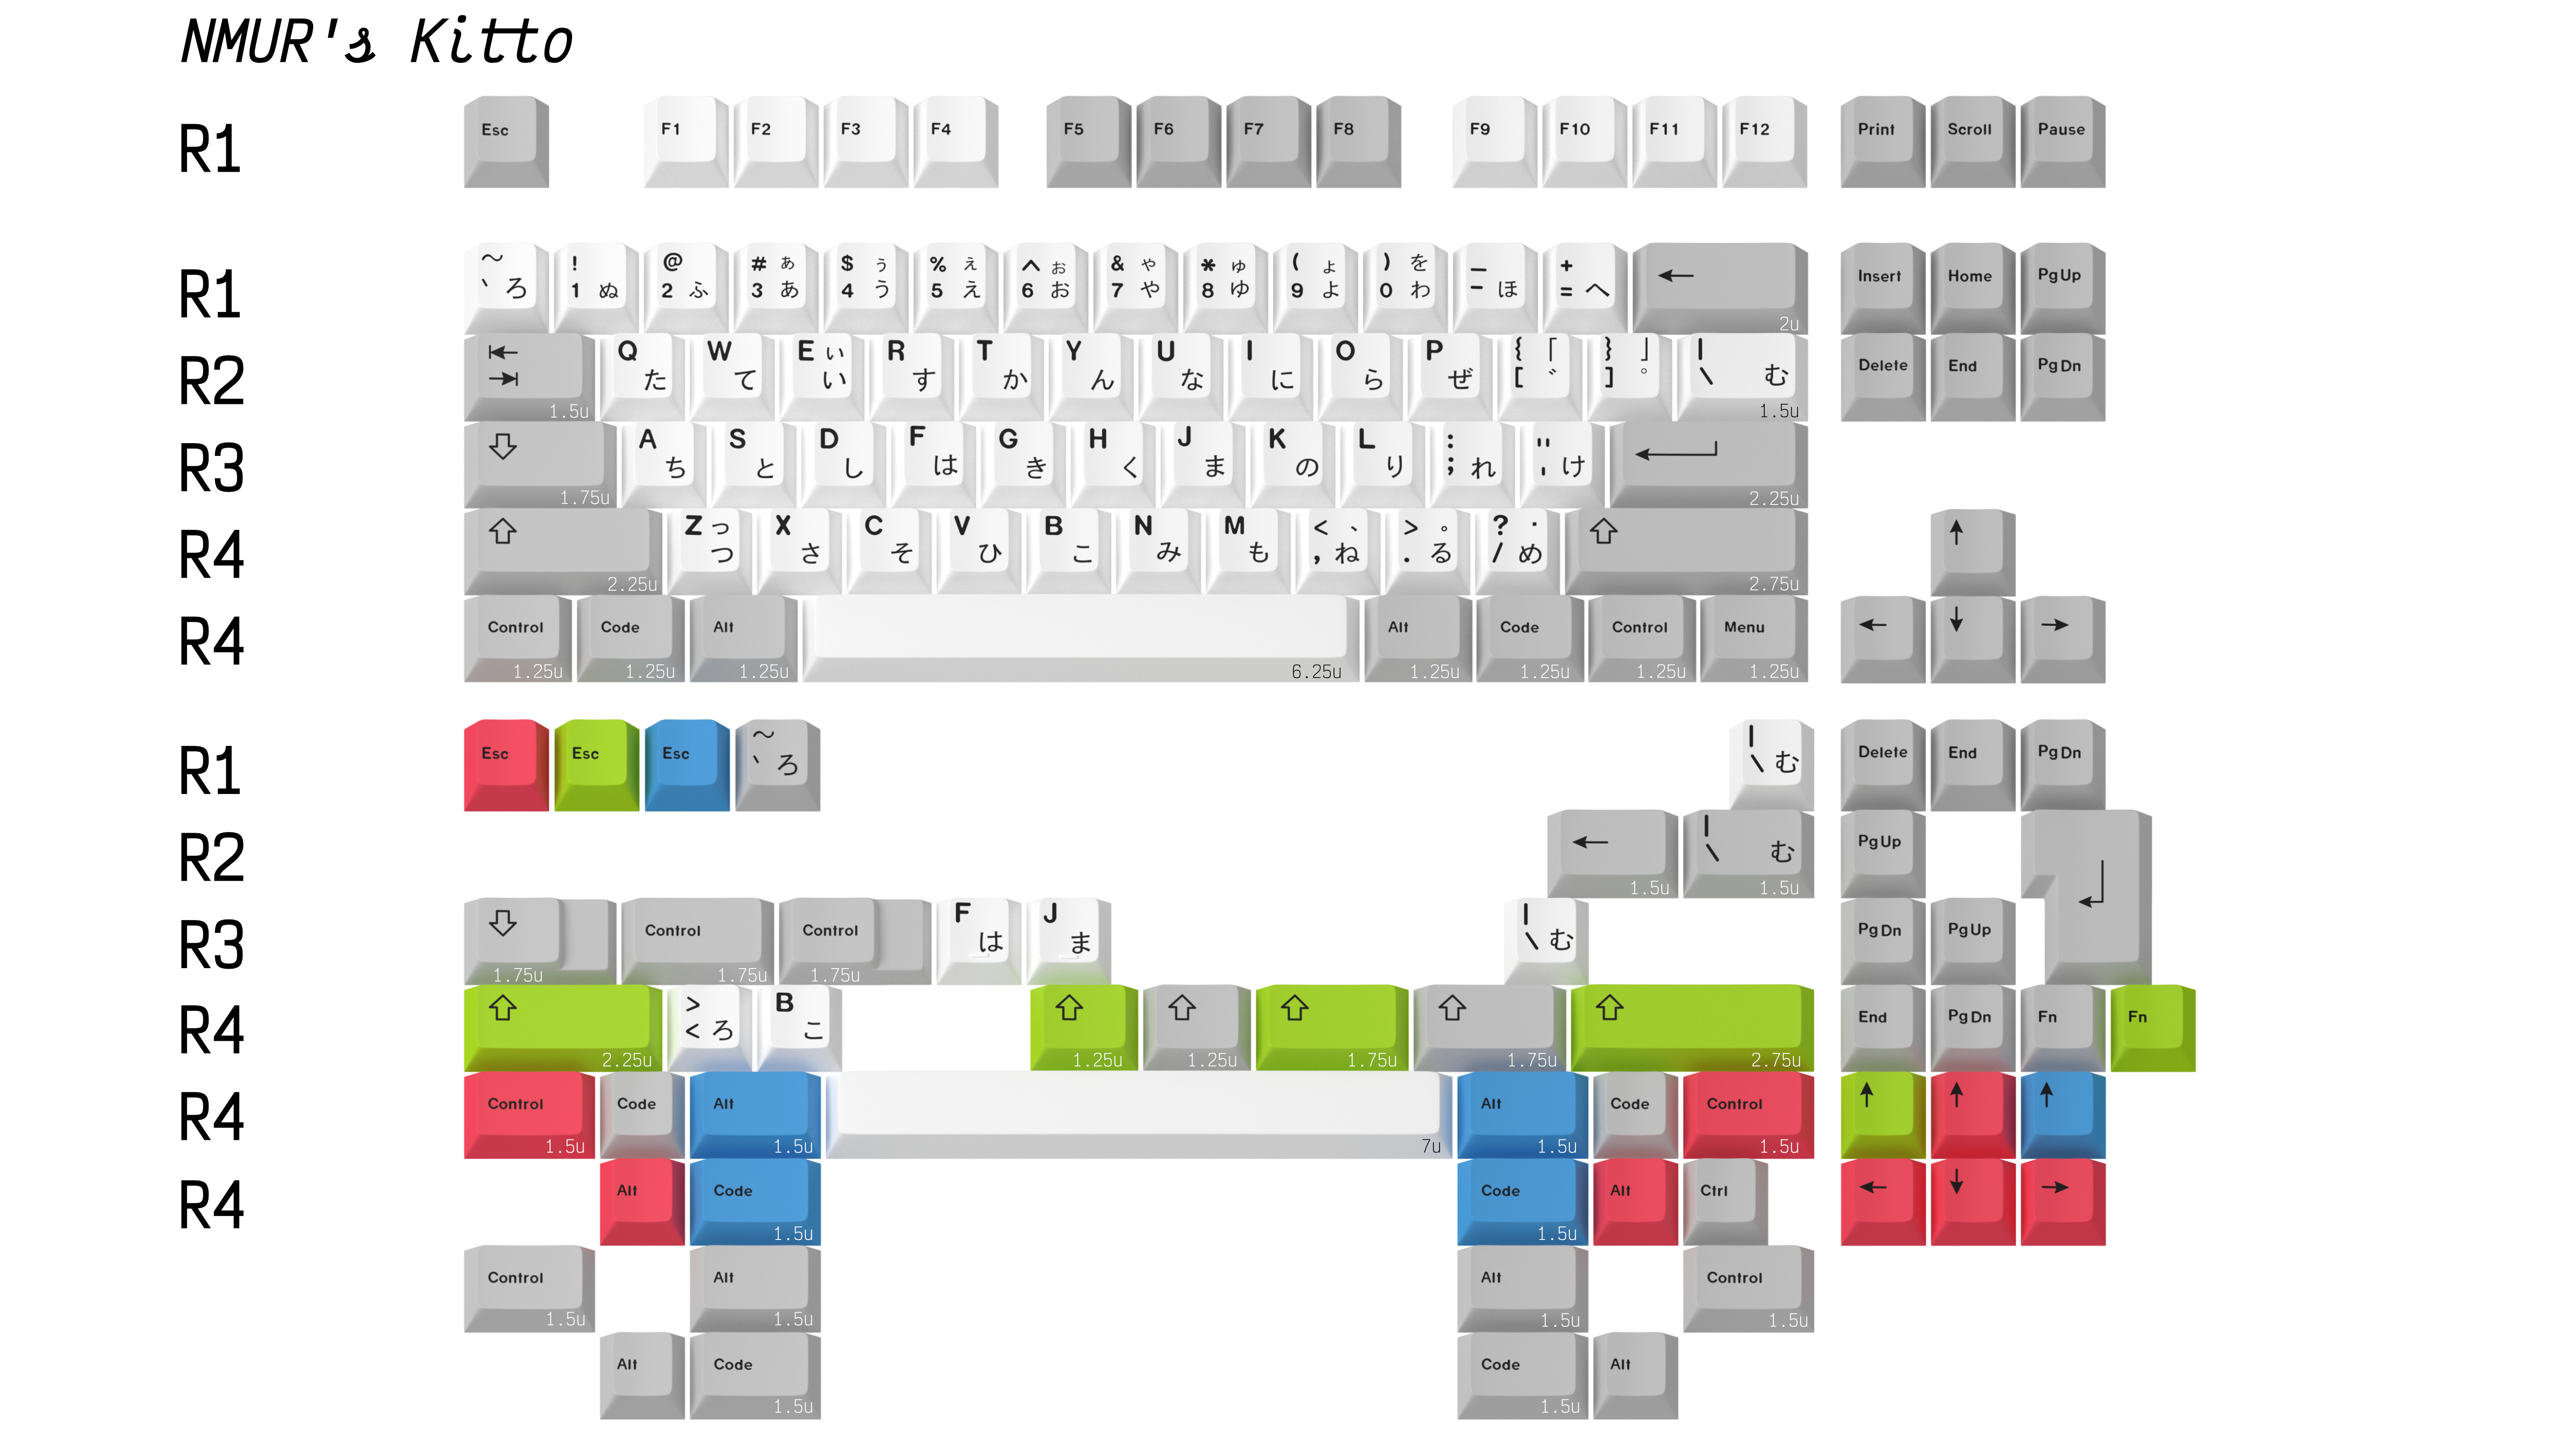 NMUR's Kitto
R1 Esc F1 F2 F3 F4 F5 F6 F7 F8 F9 F10 F11 F12 Print Scroll Pause
R1 ~ ` ろ ! 1 ぬ @ 2 ふ # ぁ 3 あ $ ぅ 4 う % ぇ 5 え ^ ぉ 6 お & ゃ 7 や * ゅ 8 ゆ ( ょ 9 よ ) を 0 わ _ - ほ + = へ ← 2u Insert Home PgUp
R2 ⇤ ⇥ 1.5u Q た W て E ぃ い R す T か Y ん U な I に O ら P ぜ { 「 [ ゛ } 」 ] ゜ | \ む 1.5u Delete End PgDn
R3 ⇩ 1.75u A ち S と D し F は G き H く J ま K の L り : ; れ " ' け ↵ 2.25u
R4 ⇧ 2.25u Z っ つ X さ C そ V ひ B こ N み M も < 、 , ね > 。 . る ? ・ / め ⇧ 2.75u ↑
R4 Control 1.25u Code 1.25u Alt 1.25u 6.25u Alt 1.25u Code 1.25u Control 1.25u Menu 1.25u ← ↓ →
R1 Esc Esc Esc ~ ` ろ | \ む Delete End PgDn
R2 ← 1.5u | \ む 1.5u PgUp ↵
R3 ⇩ 1.75u Control 1.75u Control 1.75u F は J ま | \ む PgDn PgUp
R4 ⇧ 2.25u > < ろ B こ ⇧ 1.25u ⇧ 1.25u ⇧ 1.75u ⇧ 1.75u ⇧ 2.75u End PgDn Fn Fn
R4 Control 1.5u Code Alt 1.5u 7u Alt 1.5u Code Control 1.5u ↑ ↑ ↑
R4 Alt Code 1.5u Code 1.5u Alt Ctrl ← ↓ →
Control 1.5u Alt 1.5u Alt 1.5u Control 1.5u
Alt Code 1.5u Code 1.5u Alt